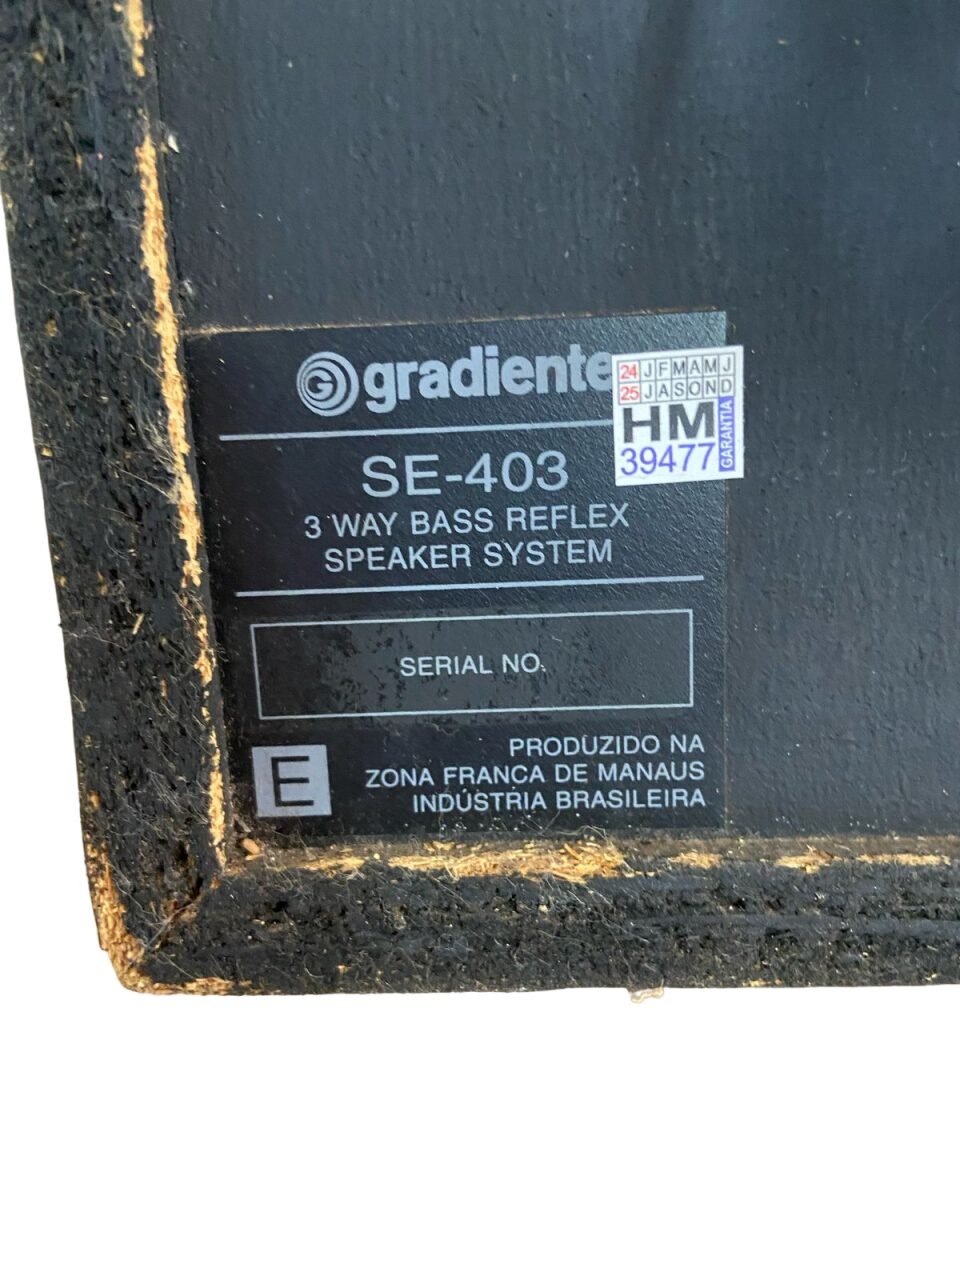 G gradiente
24 J F M A M J
25 J A S O N D
HM
39477
GARANTIA
SE-403
3 WAY BASS REFLEX
SPEAKER SYSTEM
SERIAL NO.
E
PRODUZIDO NA
ZONA FRANCA DE MANAUS
INDÚSTRIA BRASILEIRA